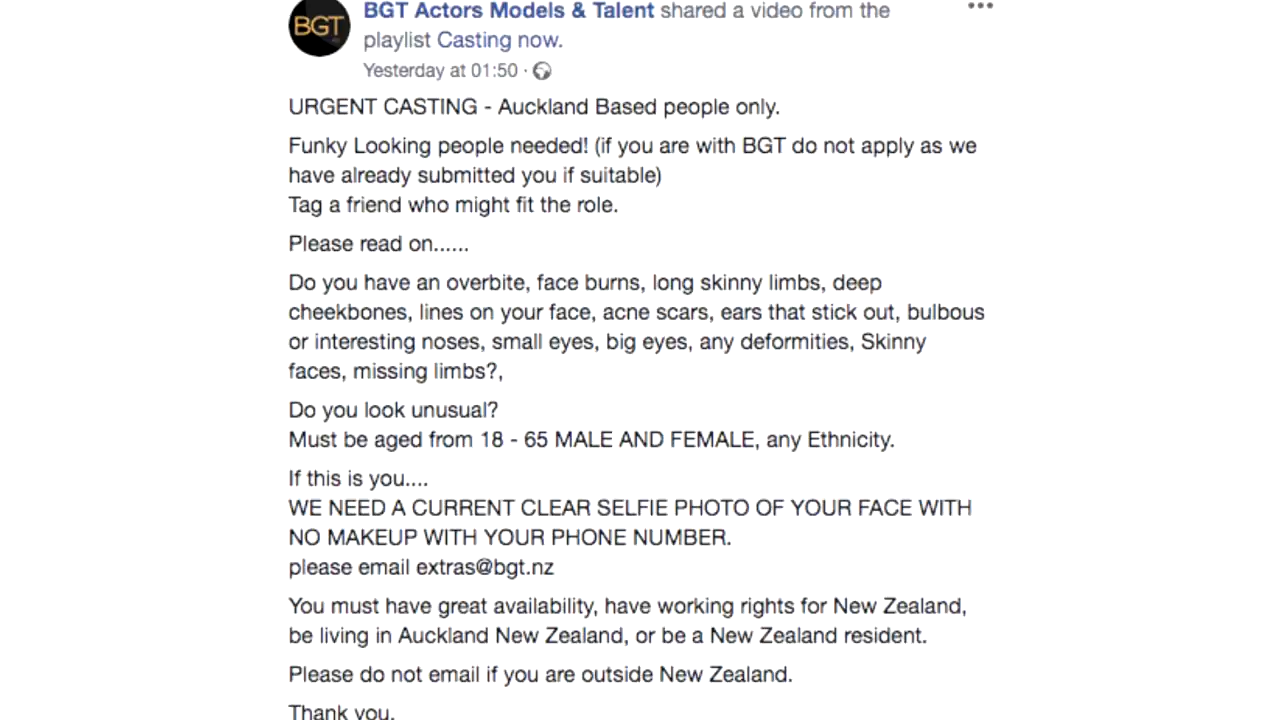 BGT
BGT Actors Models & Talent shared a video from the
playlist Casting now.
Yesterday at 01:50 ·
URGENT CASTING - Auckland Based people only.
Funky Looking people needed! (if you are with BGT do not apply as we
have already submitted you if suitable)
Tag a friend who might fit the role.
Please read on......
Do you have an overbite, face burns, long skinny limbs, deep
cheekbones, lines on your face, acne scars, ears that stick out, bulbous
or interesting noses, small eyes, big eyes, any deformities, Skinny
faces, missing limbs?,
Do you look unusual?
Must be aged from 18 - 65 MALE AND FEMALE, any Ethnicity.
If this is you....
WE NEED A CURRENT CLEAR SELFIE PHOTO OF YOUR FACE WITH
NO MAKEUP WITH YOUR PHONE NUMBER.
please email extras@bgt.nz
You must have great availability, have working rights for New Zealand,
be living in Auckland New Zealand, or be a New Zealand resident.
Please do not email if you are outside New Zealand.
Thank you.